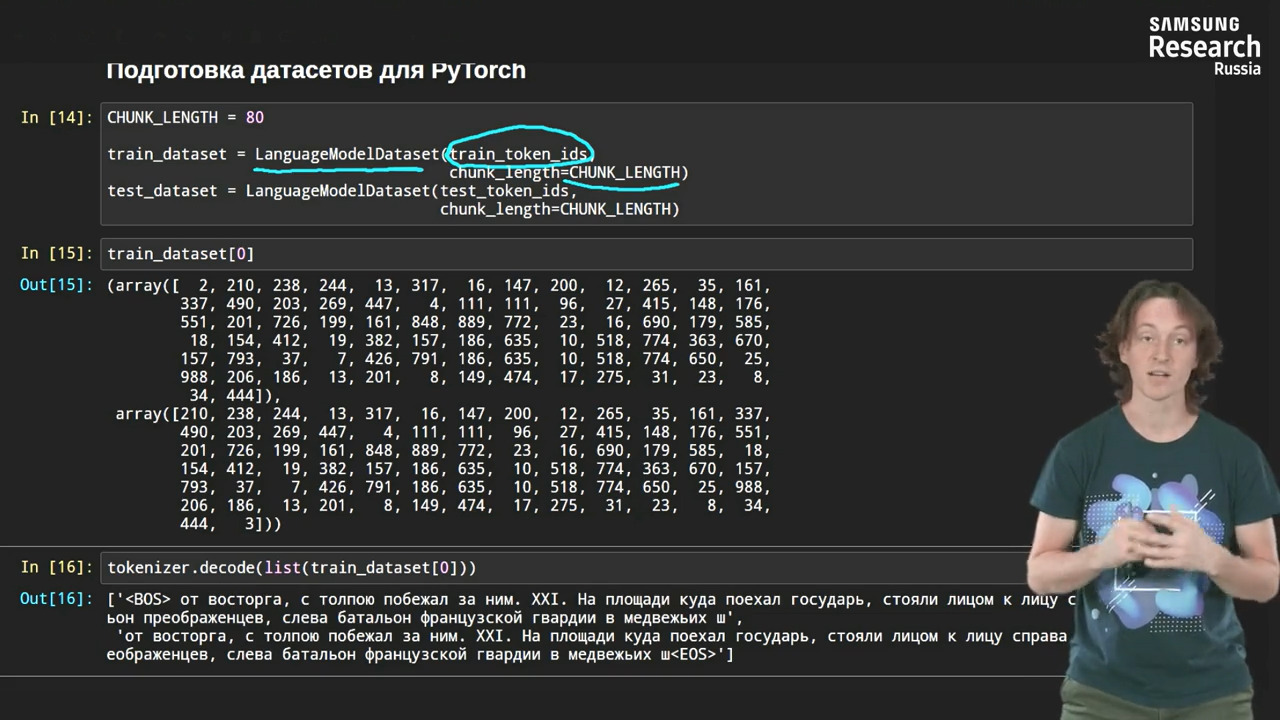 SAMSUNG
Research
Russia
Подготовка датасетов для PyTorch
In [14]: CHUNK_LENGTH = 80
train_dataset = LanguageModelDataset(train_token_ids,
chunk_length=CHUNK_LENGTH)
test_dataset = LanguageModelDataset(test_token_ids,
chunk_length=CHUNK_LENGTH)
In [15]: train_dataset[0]
Out[15]: (array([ 2, 210, 238, 244, 13, 317, 16, 147, 200, 12, 265, 35, 161,
337, 490, 203, 269, 447, 4, 111, 111, 96, 27, 415, 148, 176,
551, 201, 726, 199, 161, 848, 889, 772, 23, 16, 690, 179, 585,
18, 154, 412, 19, 382, 157, 186, 635, 10, 518, 774, 363, 670,
157, 793, 37, 7, 426, 791, 186, 635, 10, 518, 774, 650, 25,
988, 206, 186, 13, 201, 8, 149, 474, 17, 275, 31, 23, 8,
34, 444]),
array([210, 238, 244, 13, 317, 16, 147, 200, 12, 265, 35, 161, 337,
490, 203, 269, 447, 4, 111, 111, 96, 27, 415, 148, 176, 551,
201, 726, 199, 161, 848, 889, 772, 23, 16, 690, 179, 585, 18,
154, 412, 19, 382, 157, 186, 635, 10, 518, 774, 363, 670, 157,
793, 37, 7, 426, 791, 186, 635, 10, 518, 774, 650, 25, 988,
206, 186, 13, 201, 8, 149, 474, 17, 275, 31, 23, 8, 34,
444, 3]))
In [16]: tokenizer.decode(list(train_dataset[0]))
Out[16]: ['<BOS> от восторга, с толпою побежал за ним. XXI. На площади куда поехал государь, стояли лицом к лицу с
ьон преображенцев, слева батальон французской гвардии в медвежьих ш',
'от восторга, с толпою побежал за ним. XXI. На площади куда поехал государь, стояли лицом к лицу справа
еображенцев, слева батальон французской гвардии в медвежьих ш<EOS>']